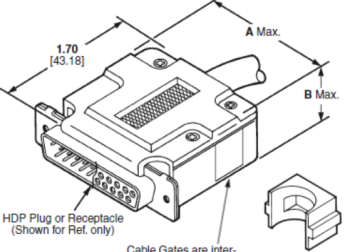 1.70
[43.18]
A Max.
B Max.
HDP Plug or Receptacle
(Shown for Ref. only)
Cable Gates are inter-